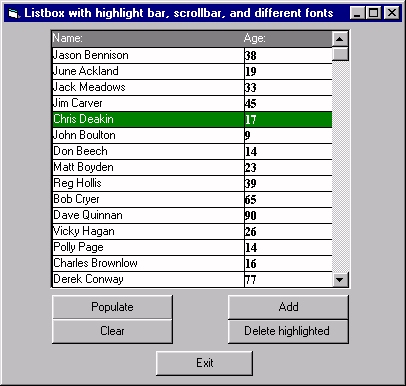 Listbox with highlight bar, scrollbar, and different fonts
Name: Age:
Jason Bennison 38
June Ackland 19
Jack Meadows 33
Jim Carver 45
Chris Deakin 17
John Boulton 9
Don Beech 14
Matt Boyden 23
Reg Hollis 39
Bob Cryer 65
Dave Quinnan 90
Vicky Hagan 26
Polly Page 14
Charles Brownlow 16
Derek Conway 77
Populate Add
Clear Delete highlighted
Exit